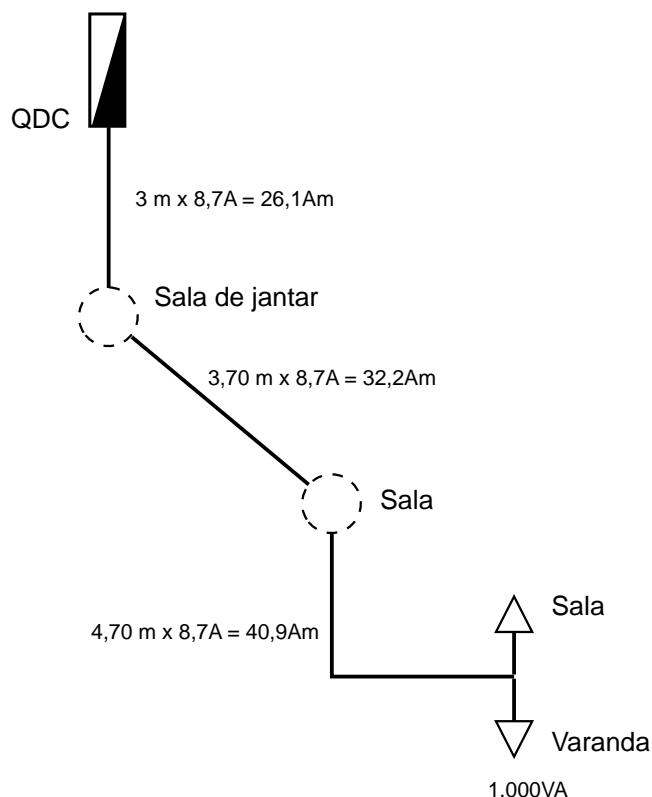 QDC
3 m x 8,7A = 26,1Am
Sala de jantar
3,70 m x 8,7A = 32,2Am
Sala
4,70 m x 8,7A = 40,9Am
Sala
Varanda
1.000VA